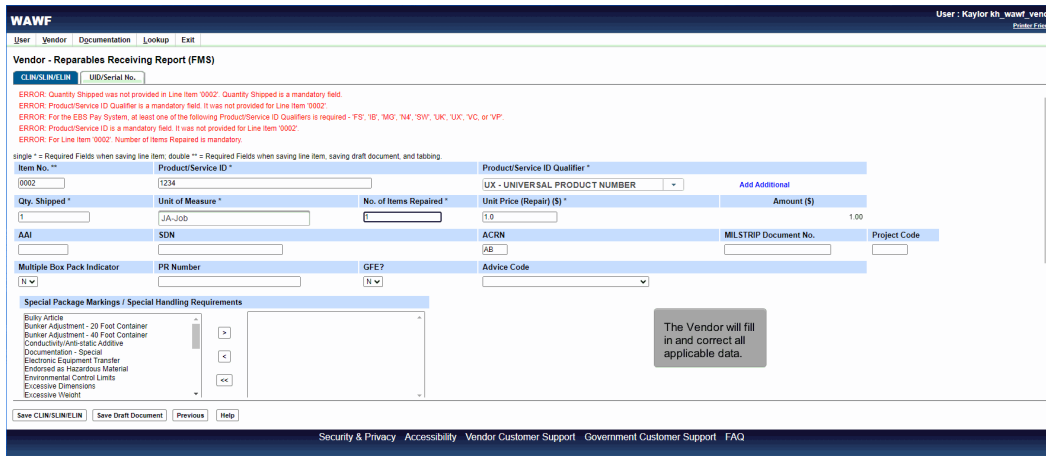 WAWF
User : Kaylor kh_wawf_vend
Printer Frien
User Vendor Documentation Lookup Exit
Vendor - Reparables Receiving Report (FMS)
CLIN/SLIN/ELIN UID/Serial No.
ERROR: Quantity Shipped was not provided in Line Item '0002'. Quantity Shipped is a mandatory field.
ERROR: Product/Service ID Qualifier is a mandatory field. It was not provided for Line Item '0002'.
ERROR: For the EBS Pay System, at least one of the following Product/Service ID Qualifiers is required - 'FS', 'IB', 'MG', 'N4', 'SW', 'UK', 'UX', 'VC, or 'VP'.
ERROR: Product/Service ID is a mandatory field. It was not provided for Line Item '0002'.
ERROR: For Line Item '0002', Number of Items Repaired is mandatory.
single * = Required Fields when saving line item; double ** = Required Fields when saving line item, saving draft document, and tabbing.
Item No. ** Product/Service ID * Product/Service ID Qualifier *
0002 1234 UX - UNIVERSAL PRODUCT NUMBER Add Additional
Qty. Shipped * Unit of Measure * No. of Items Repaired * Unit Price (Repair) ($) * Amount ($)
1 JA-Job 1 1.0 1.00
AAI SDN ACRN MILSTRIP Document No. Project Code
AB
Multiple Box Pack Indicator PR Number GFE? Advice Code
N N
Special Package Markings / Special Handling Requirements
Bulky Article
Bunker Adjustment - 20 Foot Container
Bunker Adjustment - 40 Foot Container
Conductivity/Anti-static Additive
Documentation - Special
Electronic Equipment Transfer
Endorsed as Hazardous Material
Environmental Control Limits
Excessive Dimensions
Excessive Weight
>
<
<<
The Vendor will fill
in and correct all
applicable data.
Save CLIN/SLIN/ELIN Save Draft Document Previous Help
Security & Privacy Accessibility Vendor Customer Support Government Customer Support FAQ